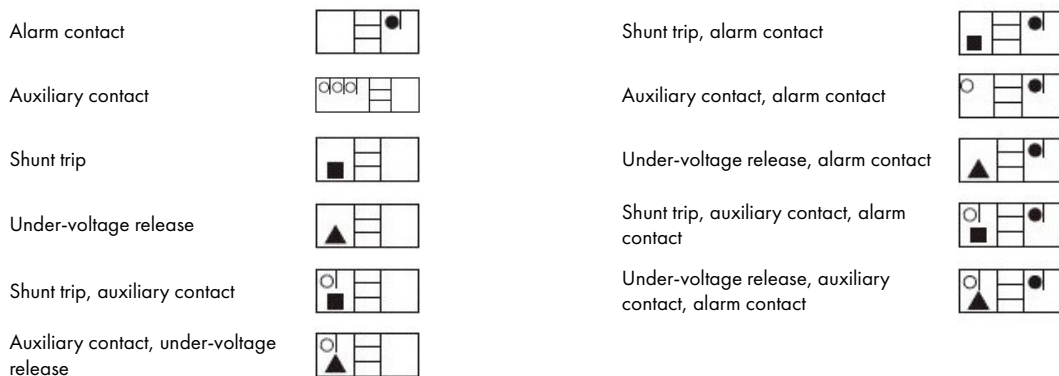 Alarm contact
Auxiliary contact
Shunt trip
Under-voltage release
Shunt trip, auxiliary contact
Auxiliary contact, under-voltage
release
Shunt trip, alarm contact
Auxiliary contact, alarm contact
Under-voltage release, alarm contact
Shunt trip, auxiliary contact, alarm
contact
Under-voltage release, auxiliary
contact, alarm contact